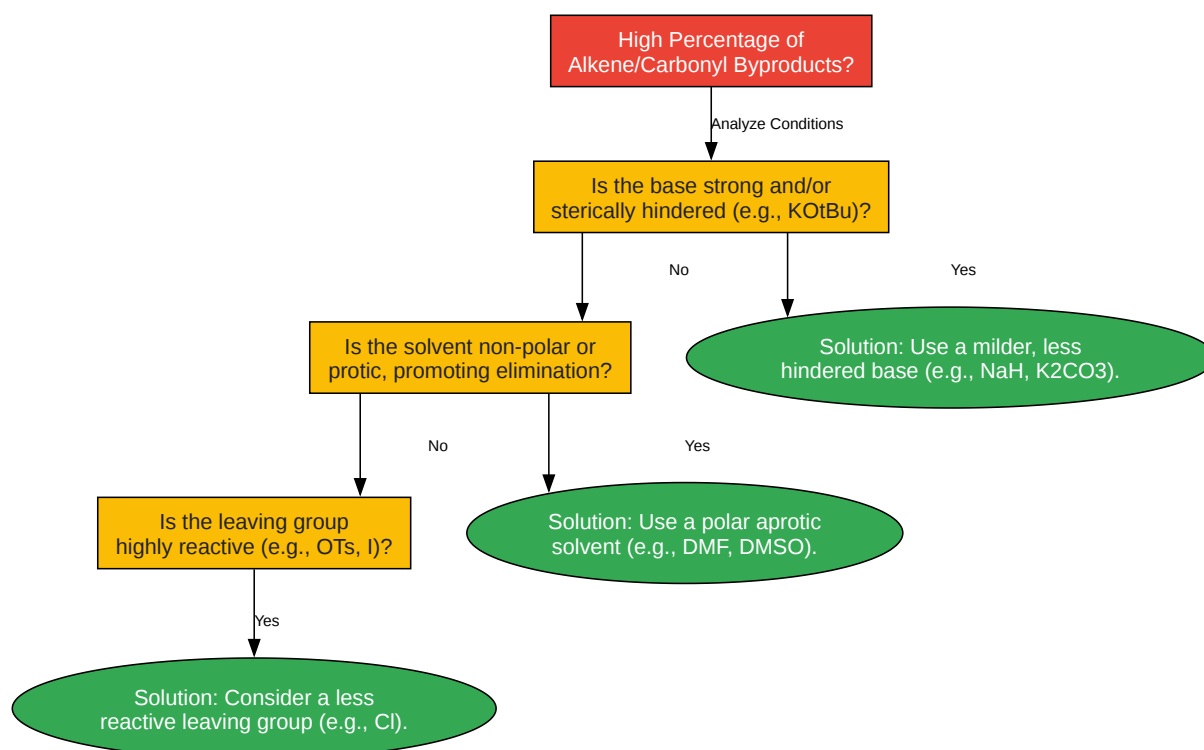 High Percentage of
Alkene/Carbonyl Byproducts?
Analyze Conditions
Is the base strong and/or
sterically hindered (e.g., KOtBu)?
No
Yes
Is the solvent non-polar or
protic, promoting elimination?
Solution: Use a milder, less
hindered base (e.g., NaH, K2CO3).
No
Yes
Is the leaving group
highly reactive (e.g., OTs, I)?
Solution: Use a polar aprotic
solvent (e.g., DMF, DMSO).
Yes
Solution: Consider a less
reactive leaving group (e.g., Cl).